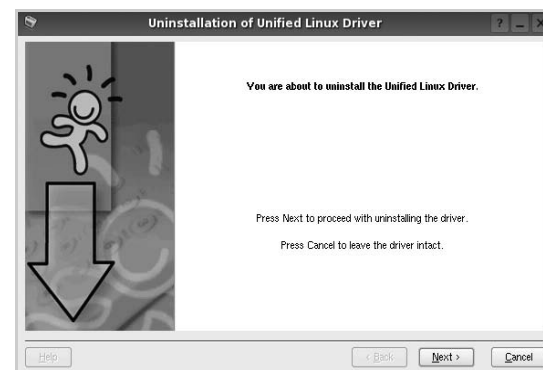 Uninstallation of Unified Linux Driver
You are about to uninstall the Unified Linux Driver.
Press Next to proceed with uninstalling the driver.
Press Cancel to leave the driver intact.
Help
< Back
Next >
Cancel